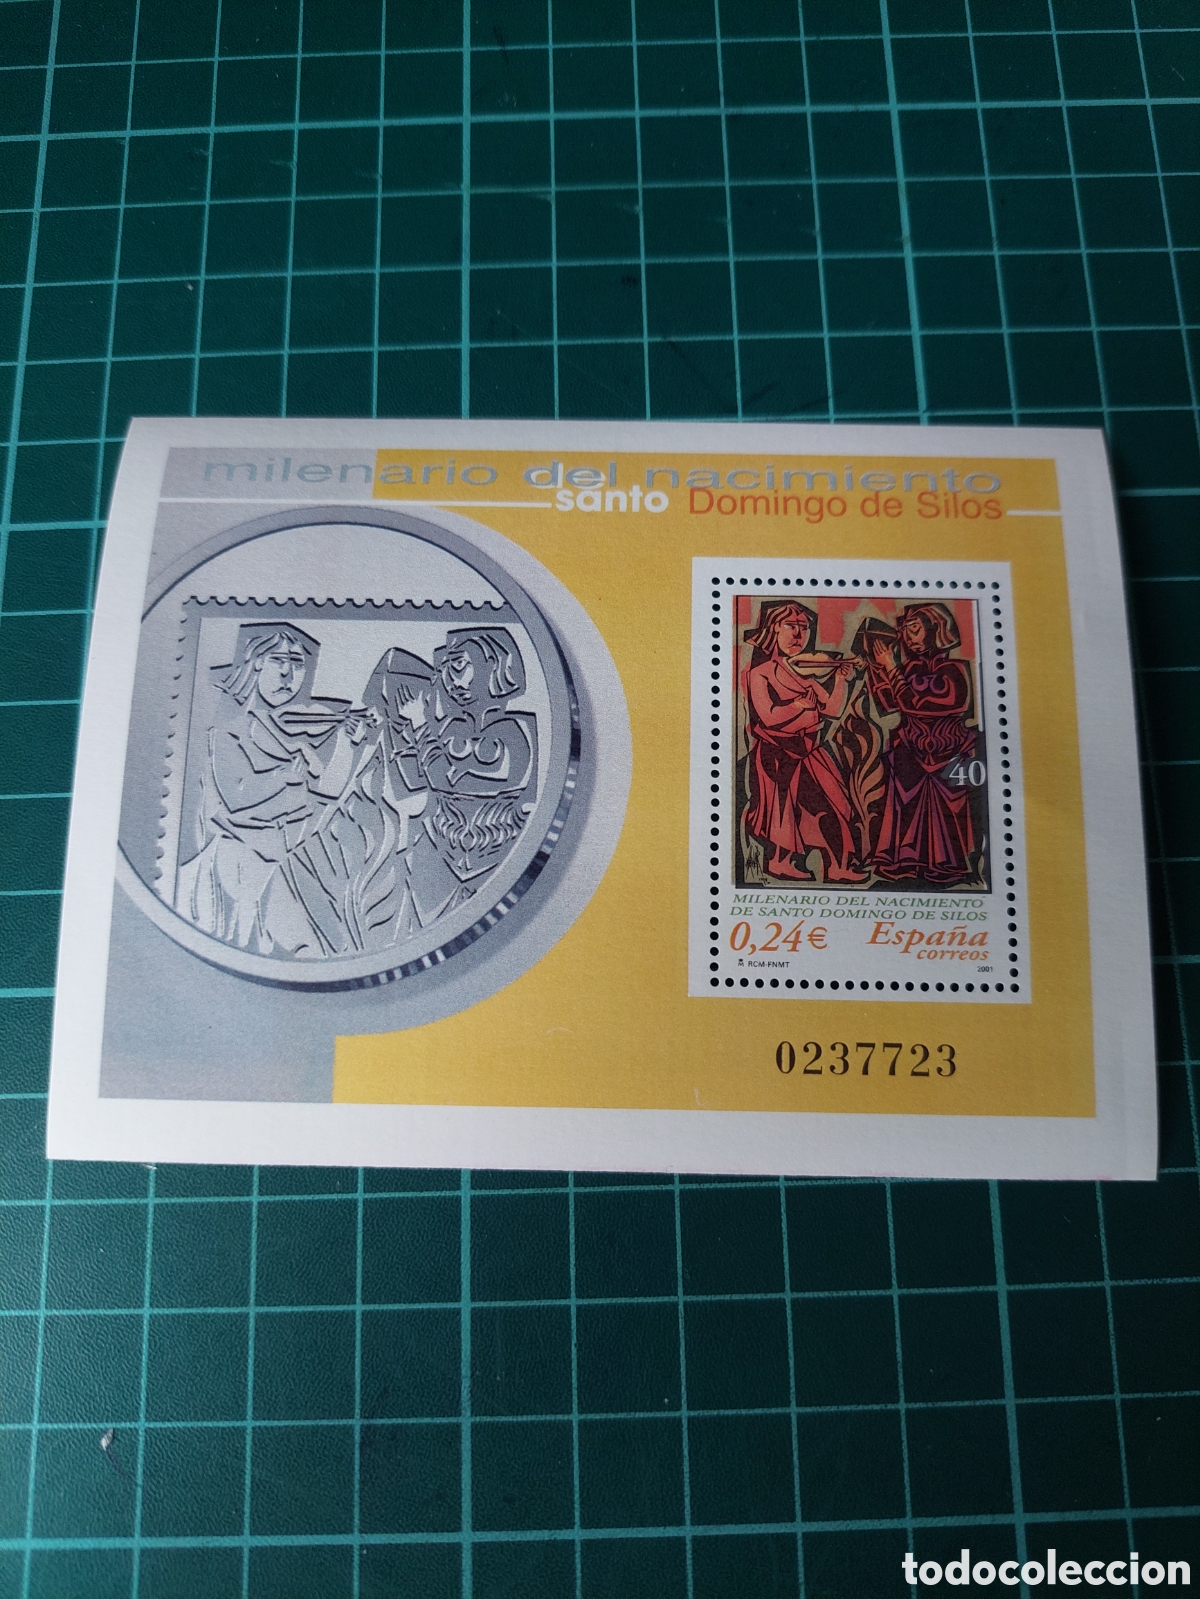 milenario del nacimiento
santo Domingo de Silos
40
MILENARIO DEL NACIMIENTO
DE SANTO DOMINGO DE SILOS
0,24€ España
correos
RCM-FNMT 2001
0237723
todocoleccion